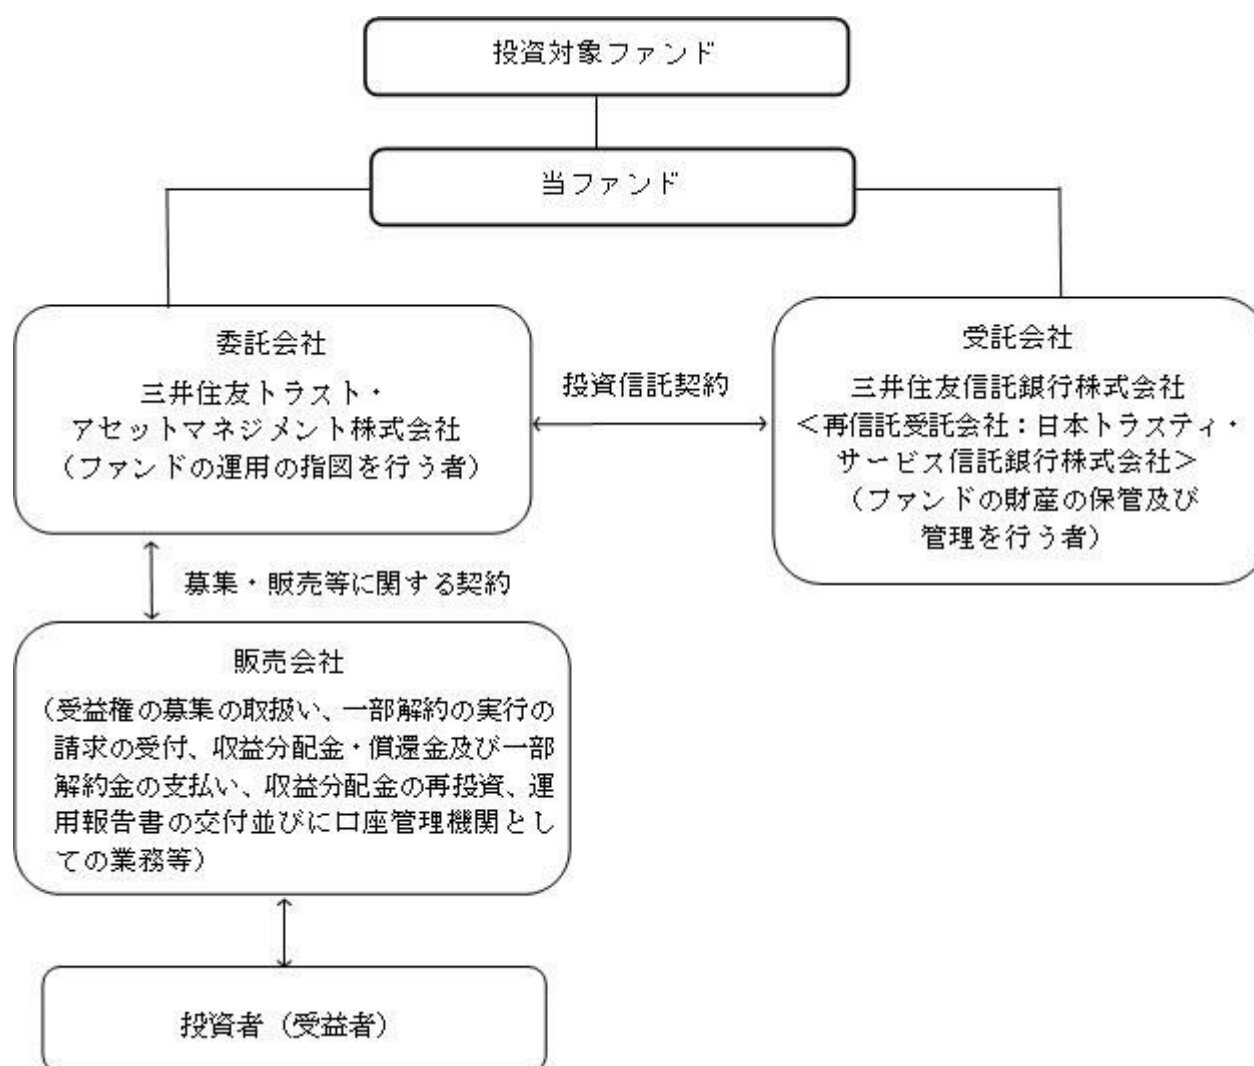 投資対象ファンド
当ファンド
委託会社
三井住友トラスト・
アセットマネジメント株式会社
(ファンドの運用の指図を行う者)
投資信託契約
受託会社
三井住友信託銀行株式会社
<再信託受託会社:日本トラスティ・
サービス信託銀行株式会社>
(ファンドの財産の保管及び
管理を行う者)
募集・販売等に関する契約
販売会社
(受益権の募集の取扱い、一部解約の実行の
請求の受付、収益分配金・償還金及び一部
解約金の支払い、収益分配金の再投資、運
用報告書の交付並びに口座管理機関とし
ての業務等)
投資者(受益者)